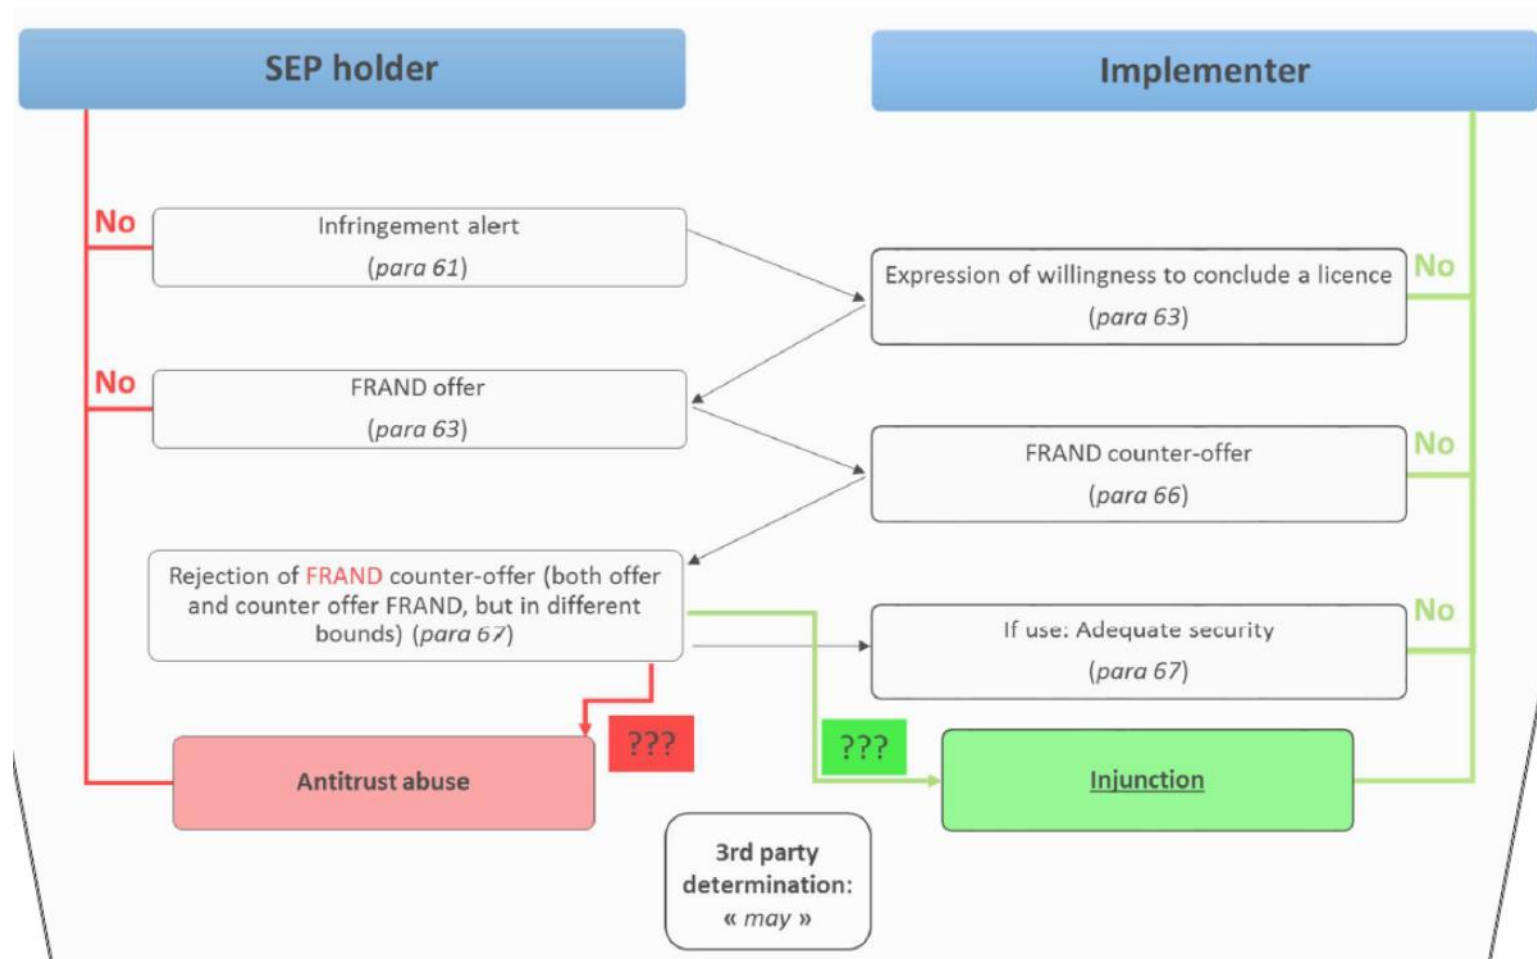 SEP holder
Implementer
No
Infringement alert
(para 61)
Expression of willingness to conclude a licence
(para 63)
No
No
FRAND offer
(para 63)
FRAND counter-offer
(para 66)
No
Rejection of FRAND counter-offer (both offer
and counter offer FRAND, but in different
bounds) (para 67)
If use: Adequate security
(para 67)
No
???
???
Antitrust abuse
Injunction
3rd party
determination:
« may »